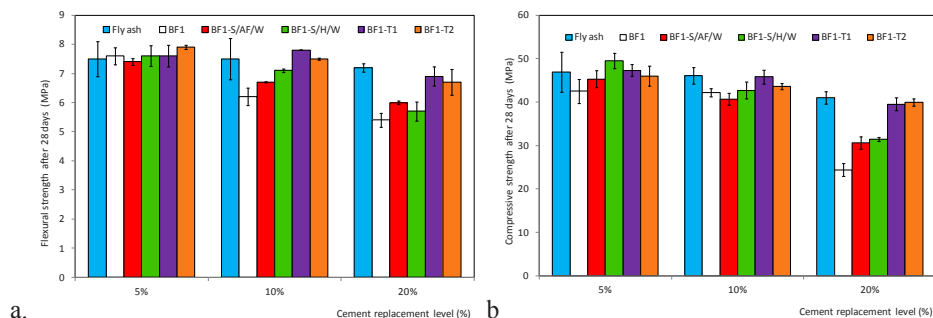 Flexural strength after 28 days (MPa)
9
8
7
6
5
4
3
2
1
0
Fly ash BF1 BF1-S/AF/W BF1-S/H/W BF1-T1 BF1-T2
5% 10% 20%
Cement replacement level (%)
a.
Compressive strength after 28 days (MPa)
60
50
40
30
20
10
0
Fly ash BF1 BF1-S/AF/W BF1-S/H/W BF1-T1 BF1-T2
5% 10% 20%
Cement replacement level (%)
b